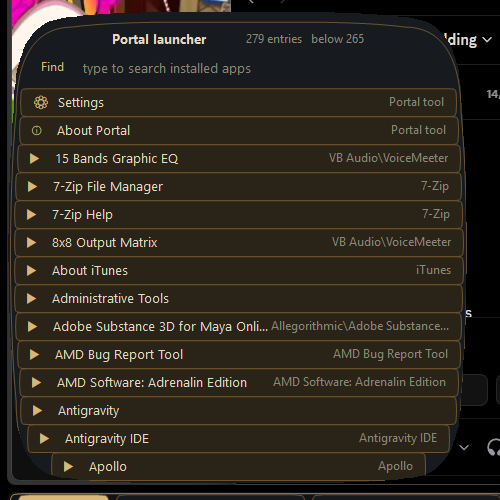 Portal launcher 279 entries below 265
lding
Find type to search installed apps
Settings Portal tool
14
About Portal Portal tool
15 Bands Graphic EQ VB Audio\VoiceMeeter
7-Zip File Manager 7-Zip
7-Zip Help 7-Zip
8x8 Output Matrix VB Audio\VoiceMeeter
About iTunes iTunes
Administrative Tools
s
Adobe Substance 3D for Maya Onli... Allegorithmic\Adobe Substance...
AMD Bug Report Tool AMD Bug Report Tool
AMD Software: Adrenalin Edition AMD Software: Adrenalin Edition
Antigravity
Antigravity IDE Antigravity IDE
Apollo Apollo